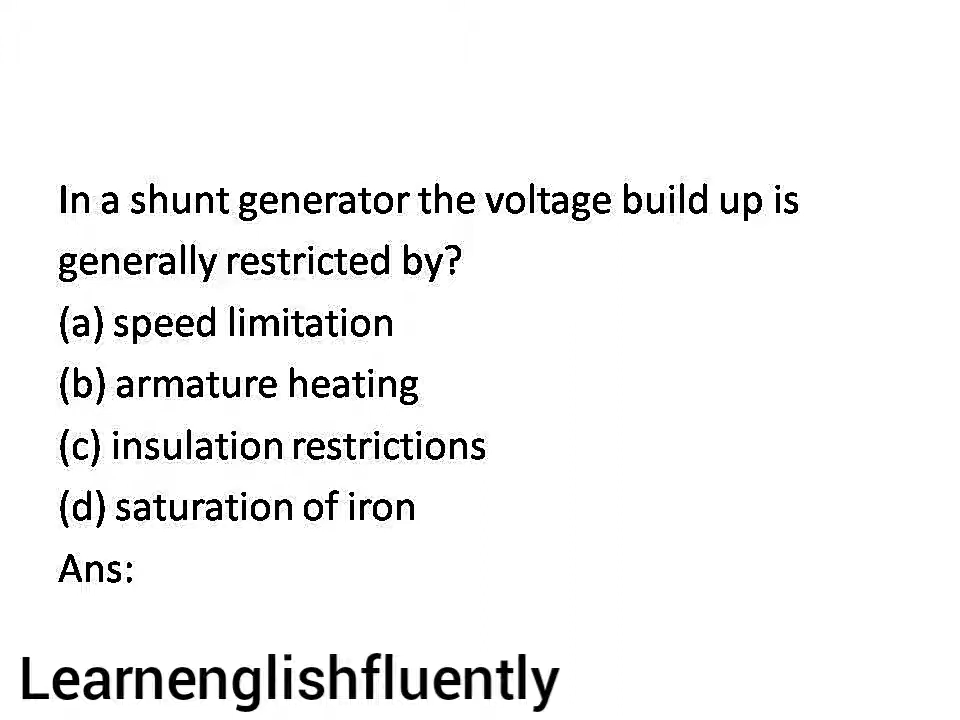 In a shunt generator the voltage build up is
generally restricted by?
(a) speed limitation
(b) armature heating
(c) insulation restrictions
(d) saturation of iron
Ans:
Learnenglishfluently